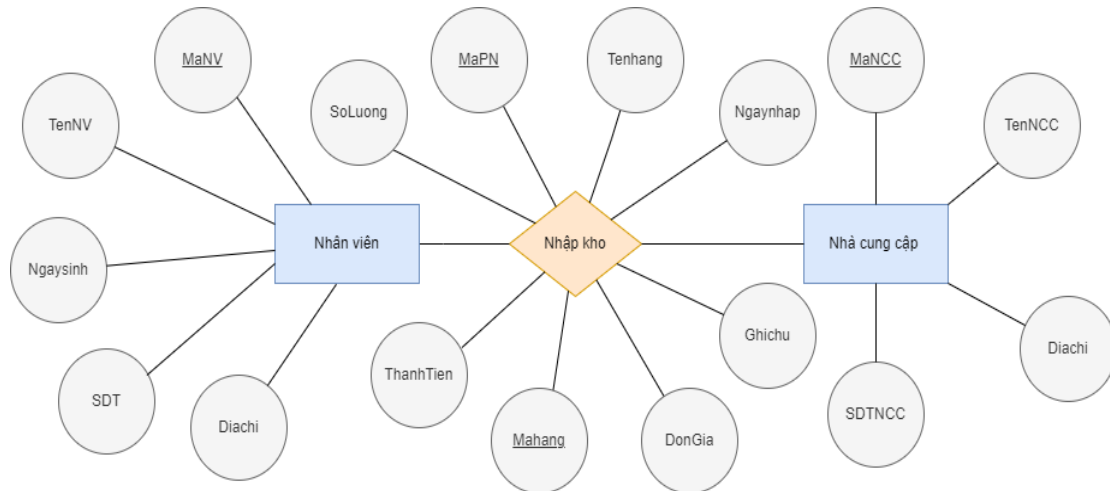 MaNV
MaPN
Tenhang
MaNCC
SoLuong
Ngaynhap
TenNV
TenNCC
Nhân viên
Nhập kho
Nhà cung cấp
Ngaysinh
Ghichu
Diachi
ThanhTien
SDT
Diachi
Mahang
DonGia
SDTNCC